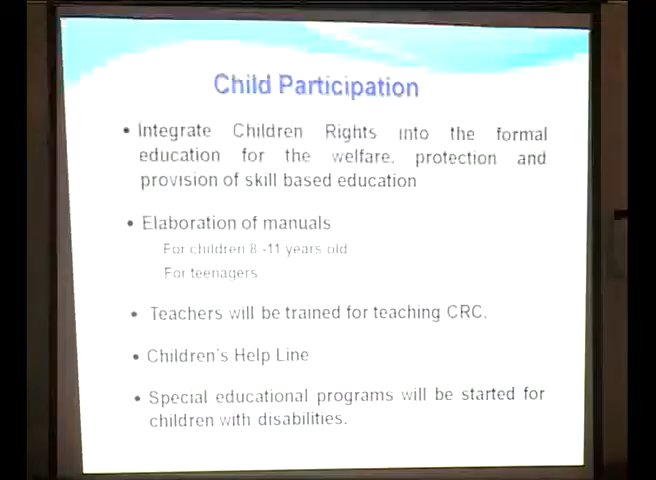 Child Participation
• Integrate Children Rights into the formal
education for the welfare, protection and
provision of skill based education
• Elaboration of manuals
For children 8 -11 years old
For teenagers
• Teachers will be trained for teaching CRC.
• Children's Help Line
• Special educational programs will be started for
children with disabilities.